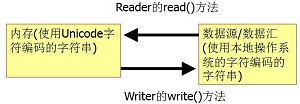 Reader的read()方法
内存(使用Unicode字
符编码的字符串)
数据源/数据汇
(使用本地操作系
统的字符编码的
字符串)
Writer的write()方法